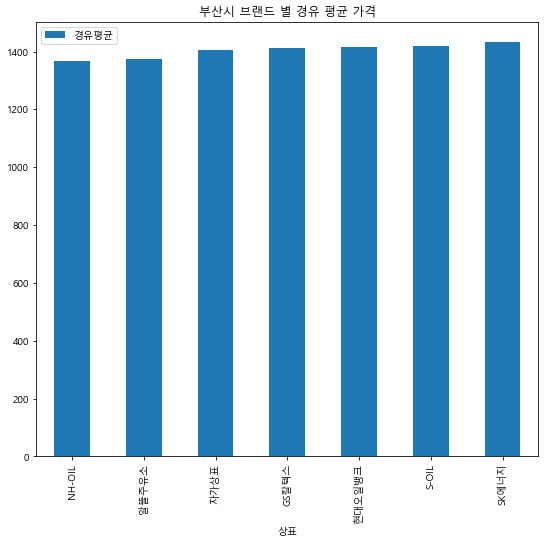 부산시 브랜드 별 경유 평균 가격
경유평균
1400
1200
1000
800
600
400
200
0
NH-OIL
알뜰주유소
자가상표
GS칼텍스
현대오일뱅크
S-OIL
SK에너지
상표